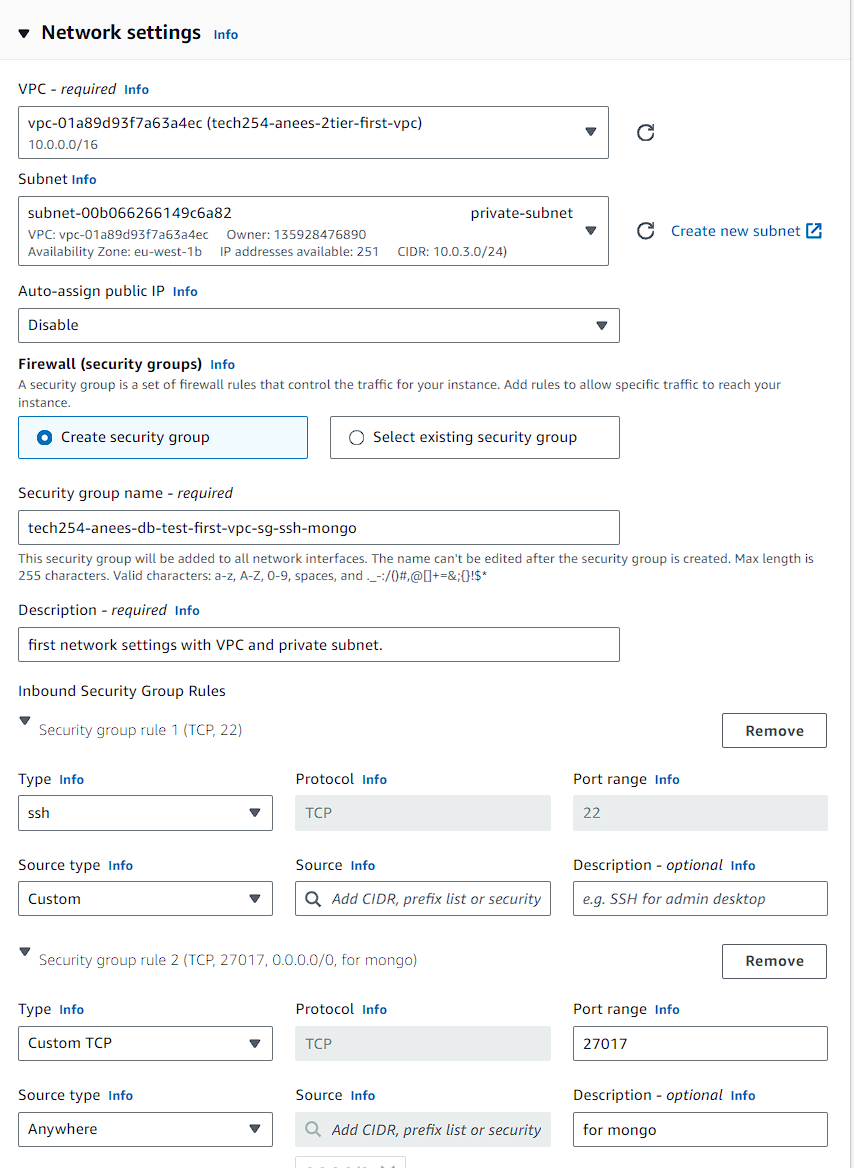 Network settings Info
VPC - required Info
vpc-01a89d93f7a63a4ec (tech254-anees-2tier-first-vpc)
10.0.0.0/16
Subnet Info
subnet-00b066266149c6a82 private-subnet
VPC: vpc-01a89d93f7a63a4ec Owner: 135928476890
Availability Zone: eu-west-1b IP addresses available: 251 CIDR: 10.0.3.0/24)
Create new subnet
Auto-assign public IP Info
Disable
Firewall (security groups) Info
A security group is a set of firewall rules that control the traffic for your instance. Add rules to allow specific traffic to reach your
instance.
Create security group Select existing security group
Security group name - required
tech254-anees-db-test-first-vpc-sg-ssh-mongo
This security group will be added to all network interfaces. The name can't be edited after the security group is created. Max length is
255 characters. Valid characters: a-z, A-Z, 0-9, spaces, and ._-:/()#,@[]+=&;{}!$*
Description - required Info
first network settings with VPC and private subnet.
Inbound Security Group Rules
Security group rule 1 (TCP, 22) Remove
Type Info Protocol Info Port range Info
ssh TCP 22
Source type Info Source Info Description - optional Info
Custom Add CIDR, prefix list or security e.g. SSH for admin desktop
Security group rule 2 (TCP, 27017, 0.0.0.0/0, for mongo) Remove
Type Info Protocol Info Port range Info
Custom TCP TCP 27017
Source type Info Source Info Description - optional Info
Anywhere Add CIDR, prefix list or security for mongo